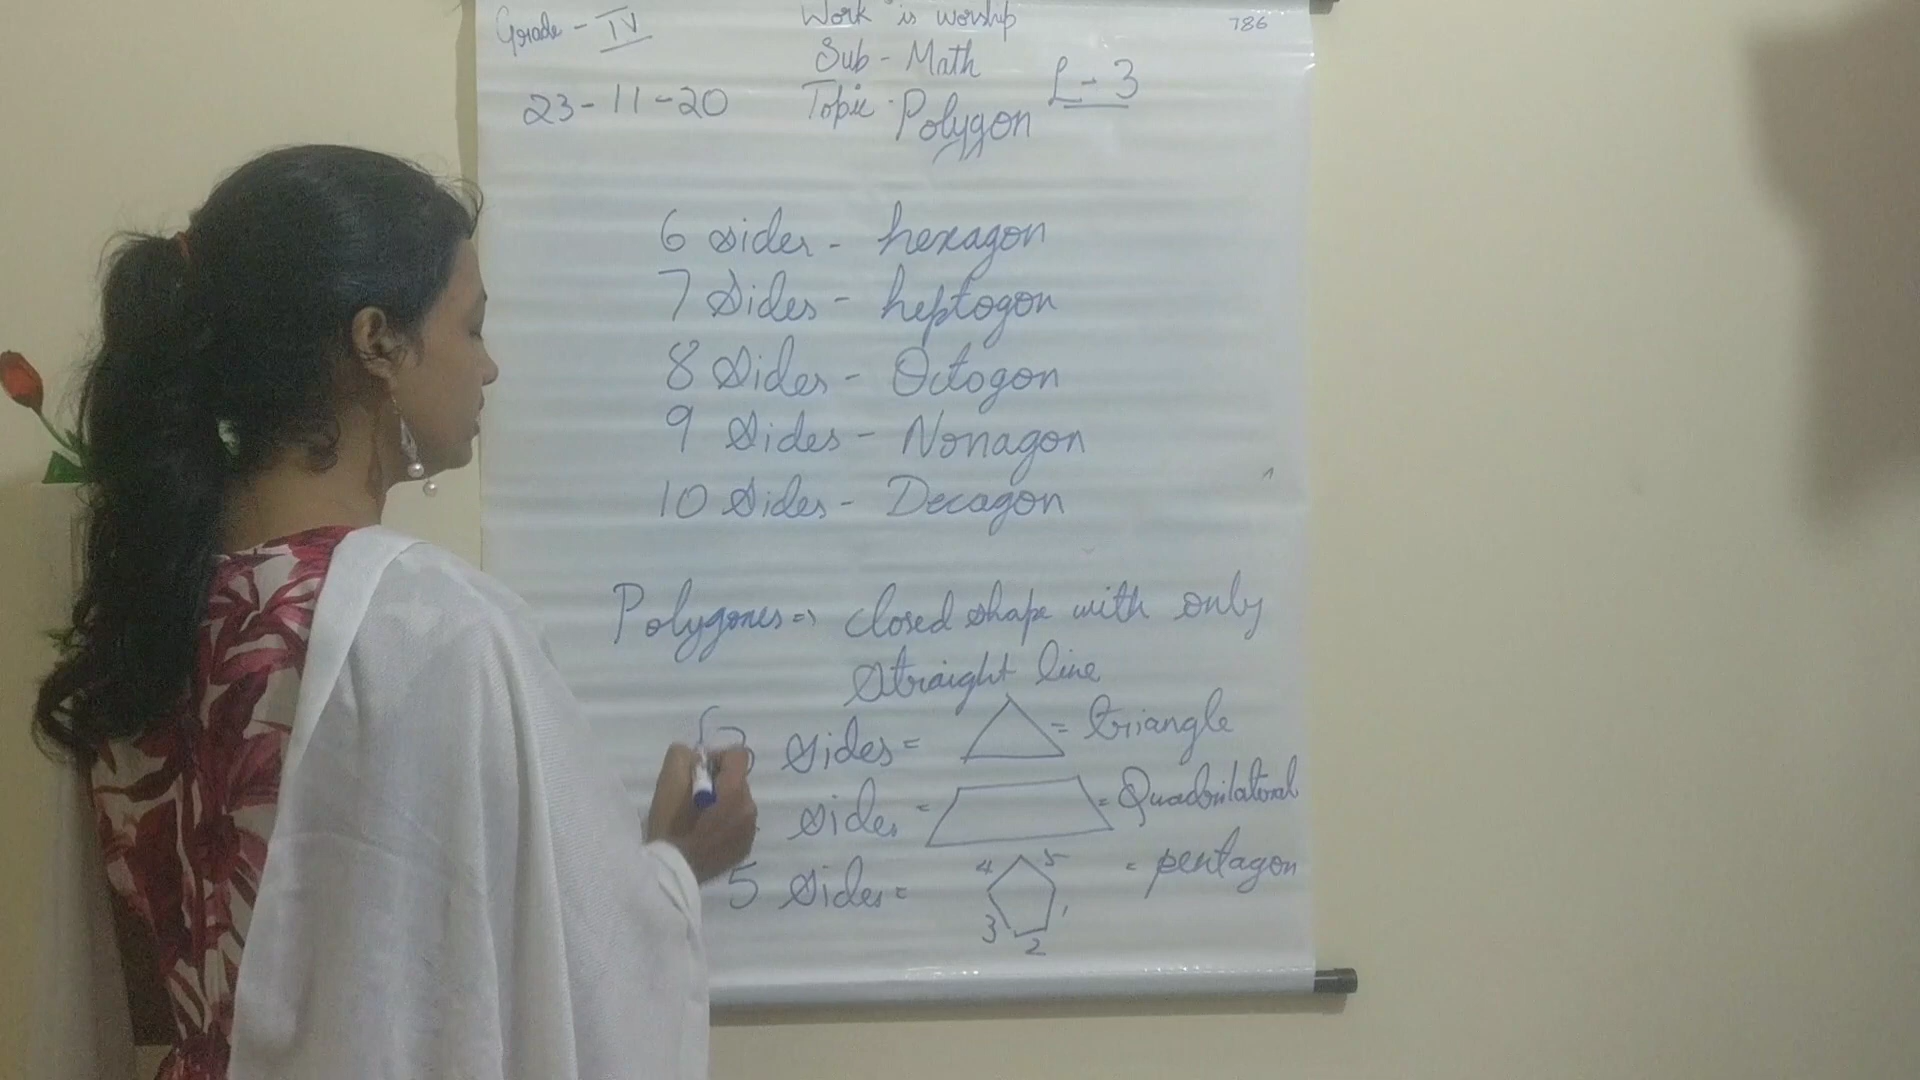 Grade - IV
Work is worship
786
Sub - Math
L - 3
23 - 11 - 20
Topic - Polygon
6 sides - hexagon
7 Sides - heptogon
8 Sides - Octogon
9 Sides - Nonagon
10 Sides - Decagon
Polygones => closed shape with only
straight line
3 sides = = triangle
sides = = Quadrilateral
5 sides = = pentagon
4 5
3 1
2